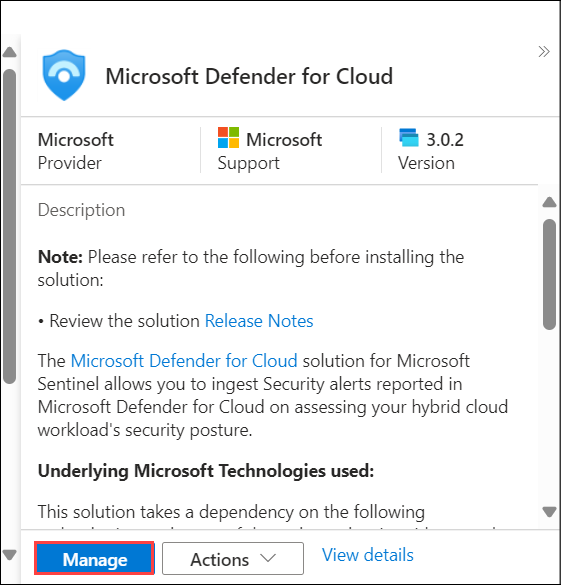 Microsoft Defender for Cloud
Microsoft
Provider
Microsoft
Support
3.0.2
Version
Description
Note: Please refer to the following before installing the
solution:
• Review the solution Release Notes
The Microsoft Defender for Cloud solution for Microsoft
Sentinel allows you to ingest Security alerts reported in
Microsoft Defender for Cloud on assessing your hybrid cloud
workload's security posture.
Underlying Microsoft Technologies used:
This solution takes a dependency on the following
Manage
Actions
View details